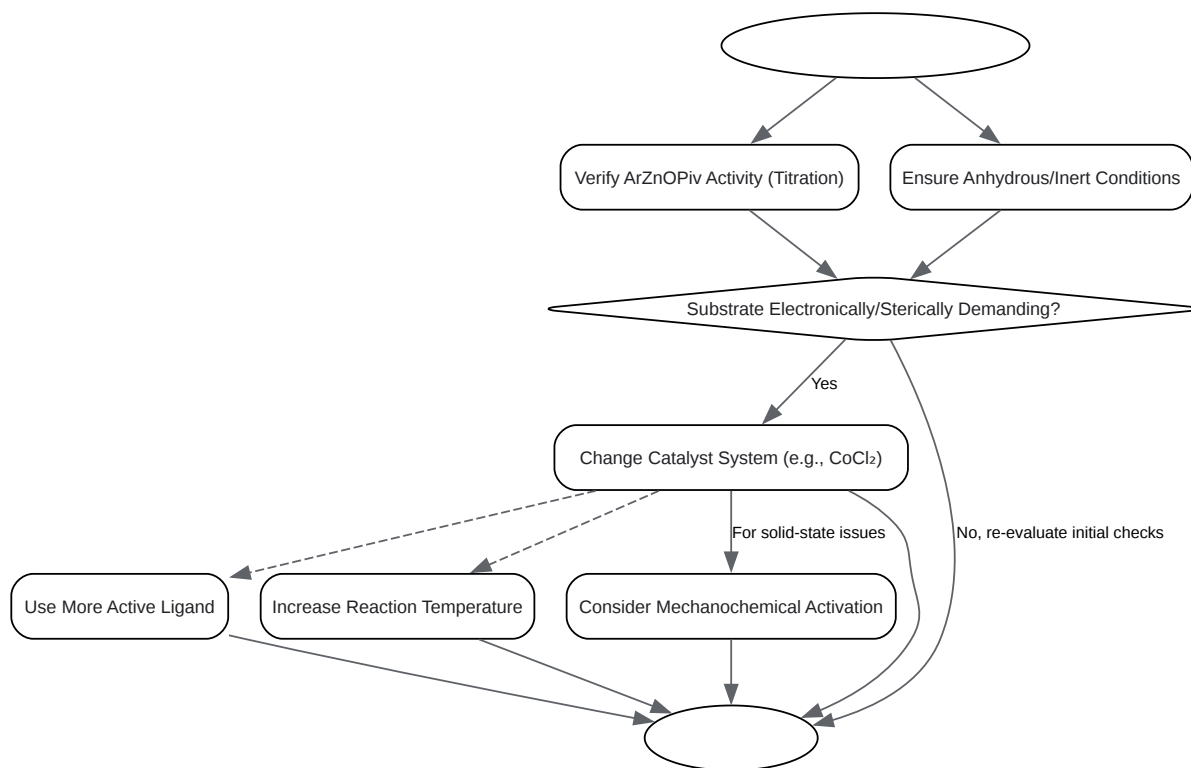 Verify ArZnOPiv Activity (Titration)
Ensure Anhydrous/Inert Conditions
Substrate Electronically/Sterically Demanding?
Yes
Change Catalyst System (e.g., CoCl₂)
For solid-state issues
No, re-evaluate initial checks
Use More Active Ligand
Increase Reaction Temperature
Consider Mechanochemical Activation